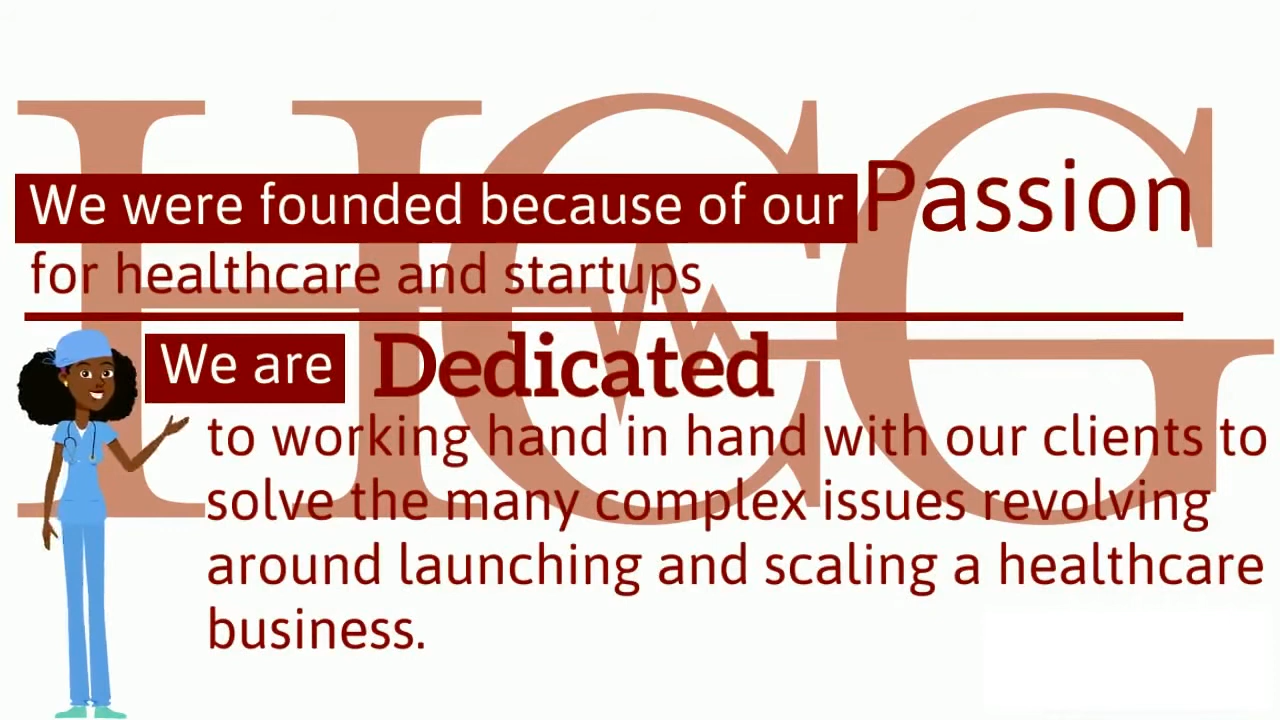 HCG
We were founded because of our Passion
for healthcare and startups
We are Dedicated
to working hand in hand with our clients to
solve the many complex issues revolving
around launching and scaling a healthcare
business.